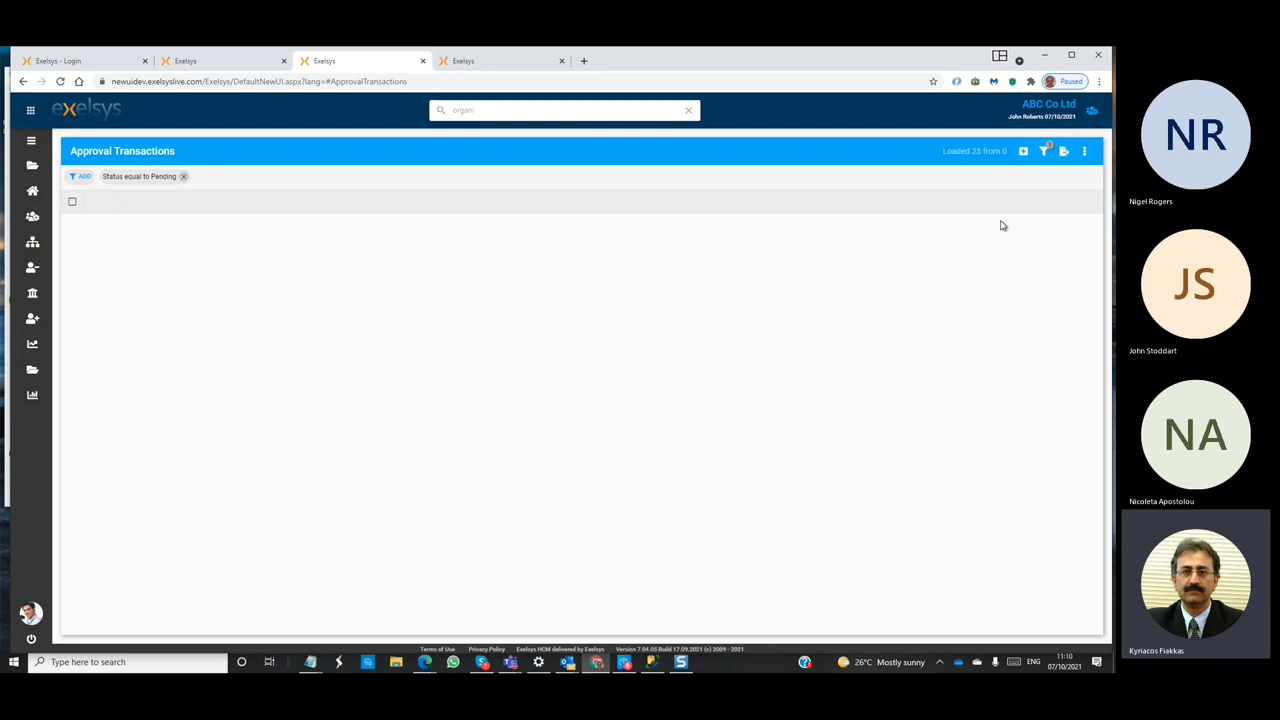 Exelsys - Login
Exelsys
Exelsys
Exelsys
newuidev.exelsyslive.com/Exelsys/DefaultNewUI.aspx?lang=#ApprovalTransactions
Paused
exelsys
organi
ABC Co Ltd
John Roberts 07/10/2021
Approval Transactions
Loaded 25 from 0
1
ADD
Status equal to Pending
Terms of Use
Privacy Policy
Exelsys HCM delivered by Exelsys
Version 7.04.05 Build 17.09.2021 (c) 2009 - 2021
Type here to search
26°C Mostly sunny
ENG
11:10
07/10/2021
NR
Nigel Rogers
JS
John Stoddart
NA
Nicoleta Apostolou
Kyriacos Fiakkas